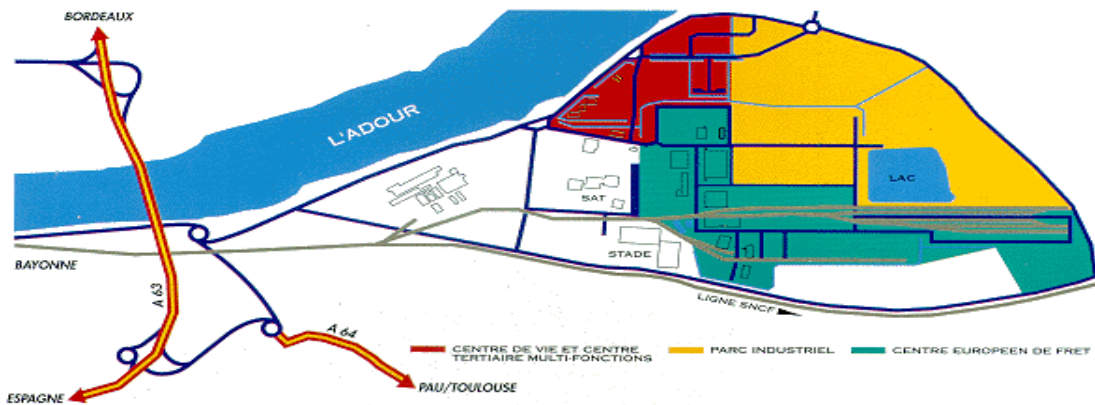 BORDEAUX
L'ADOUR
LAC
SAT
STADE
BAYONNE
A 63
LIGNE SNCF
A 64
CENTRE DE VIE ET CENTRE
TERTIAIRE MULTI-FONCTIONS
PARC INDUSTRIEL
CENTRE EUROPEEN DE FRET
ESPAGNE
PAU/TOULOUSE